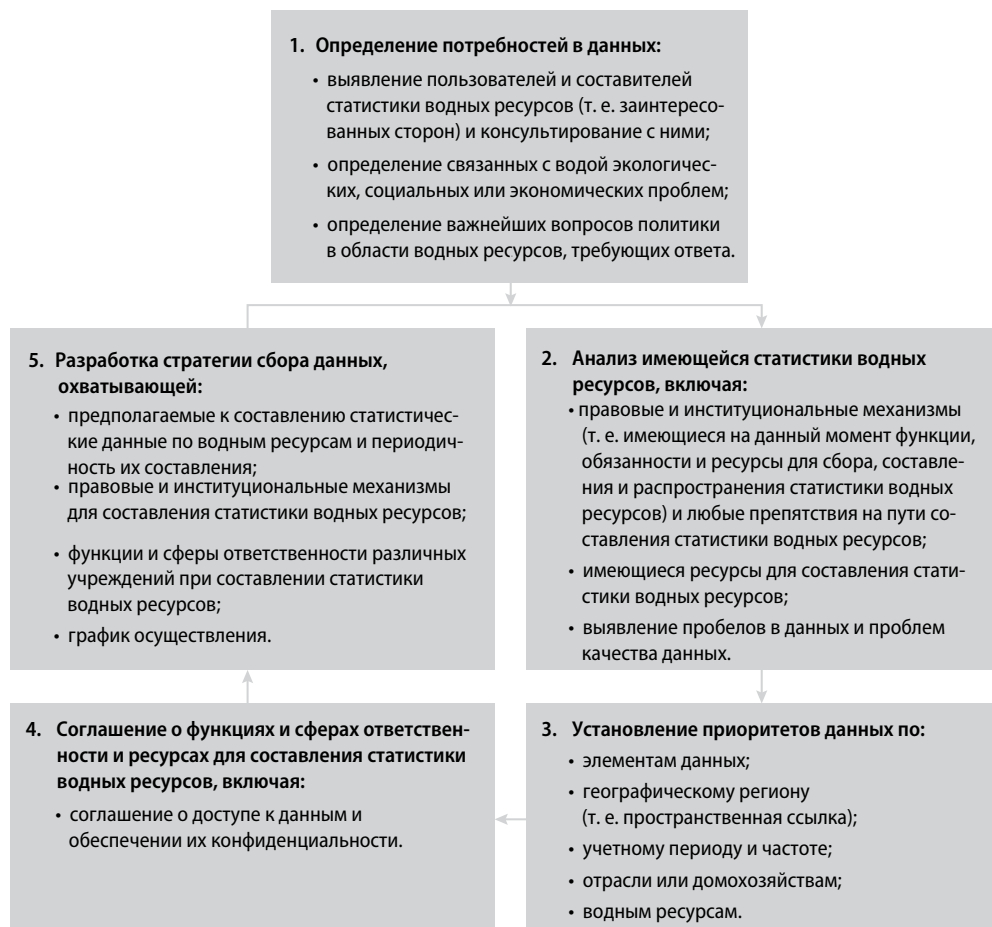 1. Определение потребностей в данных:
• выявление пользователей и составителей
статистики водных ресурсов (т. е. заинтересо-
ванных сторон) и консультирование с ними;
• определение связанных с водой экологичес-
ких, социальных или экономических проблем;
• определение важнейших вопросов политики
в области водных ресурсов, требующих ответа.
2. Анализ имеющейся статистики водных
ресурсов, включая:
• правовые и институциональные механизмы
(т. е. имеющиеся на данный момент функции,
обязанности и ресурсы для сбора, составле-
ния и распространения статистики водных
ресурсов) и любые препятствия на пути со-
ставления статистики водных ресурсов;
• имеющиеся ресурсы для составления стати-
стики водных ресурсов;
• выявление пробелов в данных и проблем
качества данных.
3. Установление приоритетов данных по:
• элементам данных;
• географическому региону
(т. е. пространственная ссылка);
• учетному периоду и частоте;
• отрасли или домохозяйствам;
• водным ресурсам.
4. Соглашение о функциях и сферах ответствен-
ности и ресурсах для составления статистики
водных ресурсов, включая:
• соглашение о доступе к данным и
обеспечении их конфиденциальности.
5. Разработка стратегии сбора данных,
охватывающей:
• предполагаемые к составлению статистичес-
кие данные по водным ресурсам и периодич-
ность их составления;
• правовые и институциональные механизмы
для составления статистики водных ресурсов;
• функции и сферы ответственности различных
учреждений при составлении статистики
водных ресурсов;
• график осуществления.